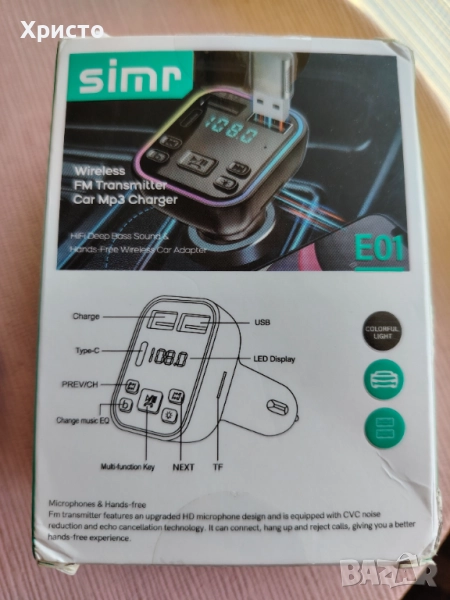 Христо
simr
108.0
Wireless
FM Transmitter
Car Mp3 Charger
HiFi Deep Bass Sound &
Hands-Free Wireless Car Adapter
E01
Charge
USB
COLORFUL
LIGHT
Type-C
108.0
LED Display
PREV/CH
Change music EQ
Multi-function Key
NEXT
TF
Microphones & Hands-free
Fm transmitter features an upgraded HD microphone design and is equipped with CVC noise
reduction and echo cancellation technology. It can connect, hang up and reject calls, giving you a better
hands-free experience.
BAZAR
bg